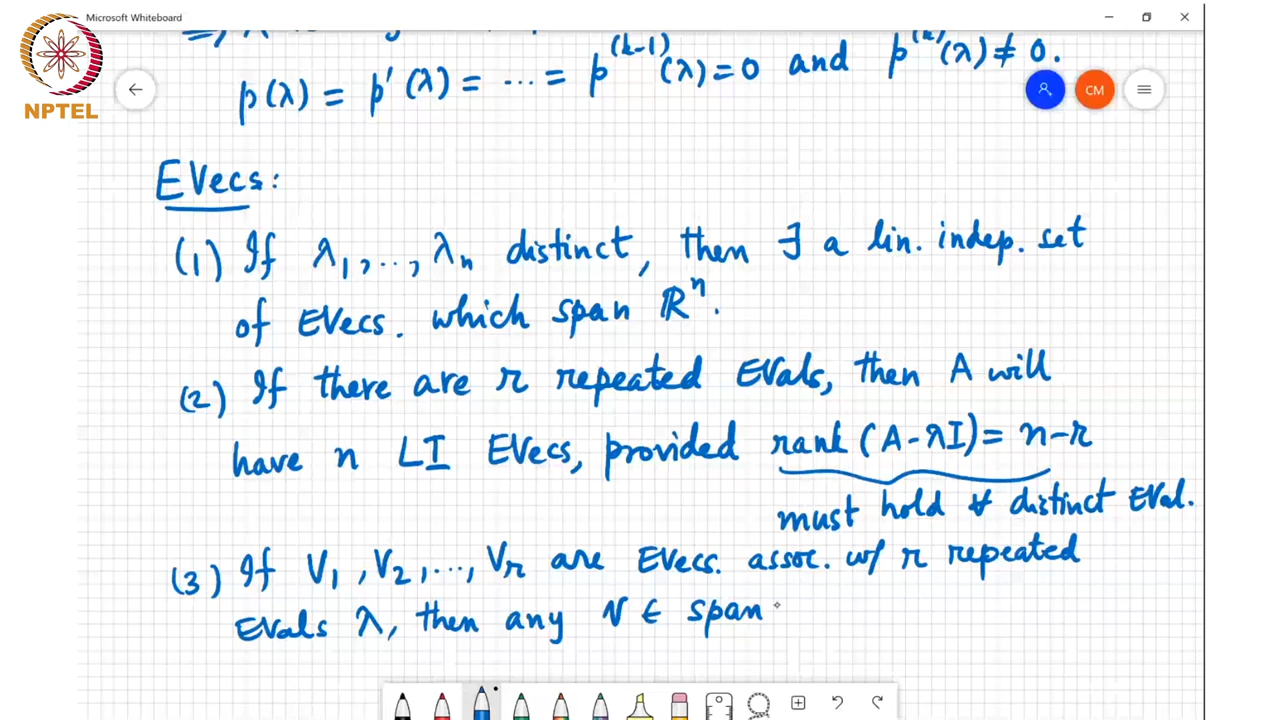 Microsoft Whiteboard
p(λ) = p'(λ) = ... = p^(k-1)(λ) = 0 and p^(k)(λ) ≠ 0.
NPTEL
CM
EVecs:
(1) If λ1, .., λn distinct, then ∃ a lin. indep. set
of EVecs. which span ℝ^n.
(2) If there are r repeated EVals, then A will
have n LI EVecs, provided rank (A-λI) = n-r
must hold ∀ distinct EVal.
(3) If V1, V2, ..., Vr are EVecs. assoc. w/ r repeated
EVals λ, then any v ∈ span